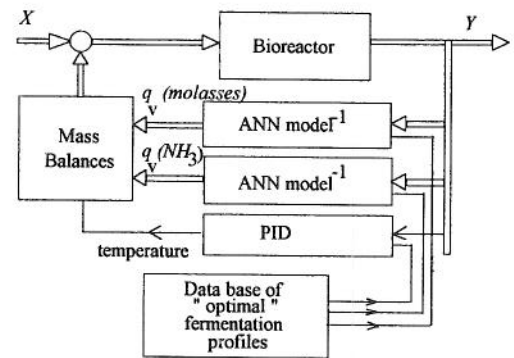 X
Y
Bioreactor
q
v
(molasses)
ANN model-1
Mass
Balances
q
v
(NH3)
ANN model-1
PID
temperature
Data base of
" optimal "
fermentation
profiles